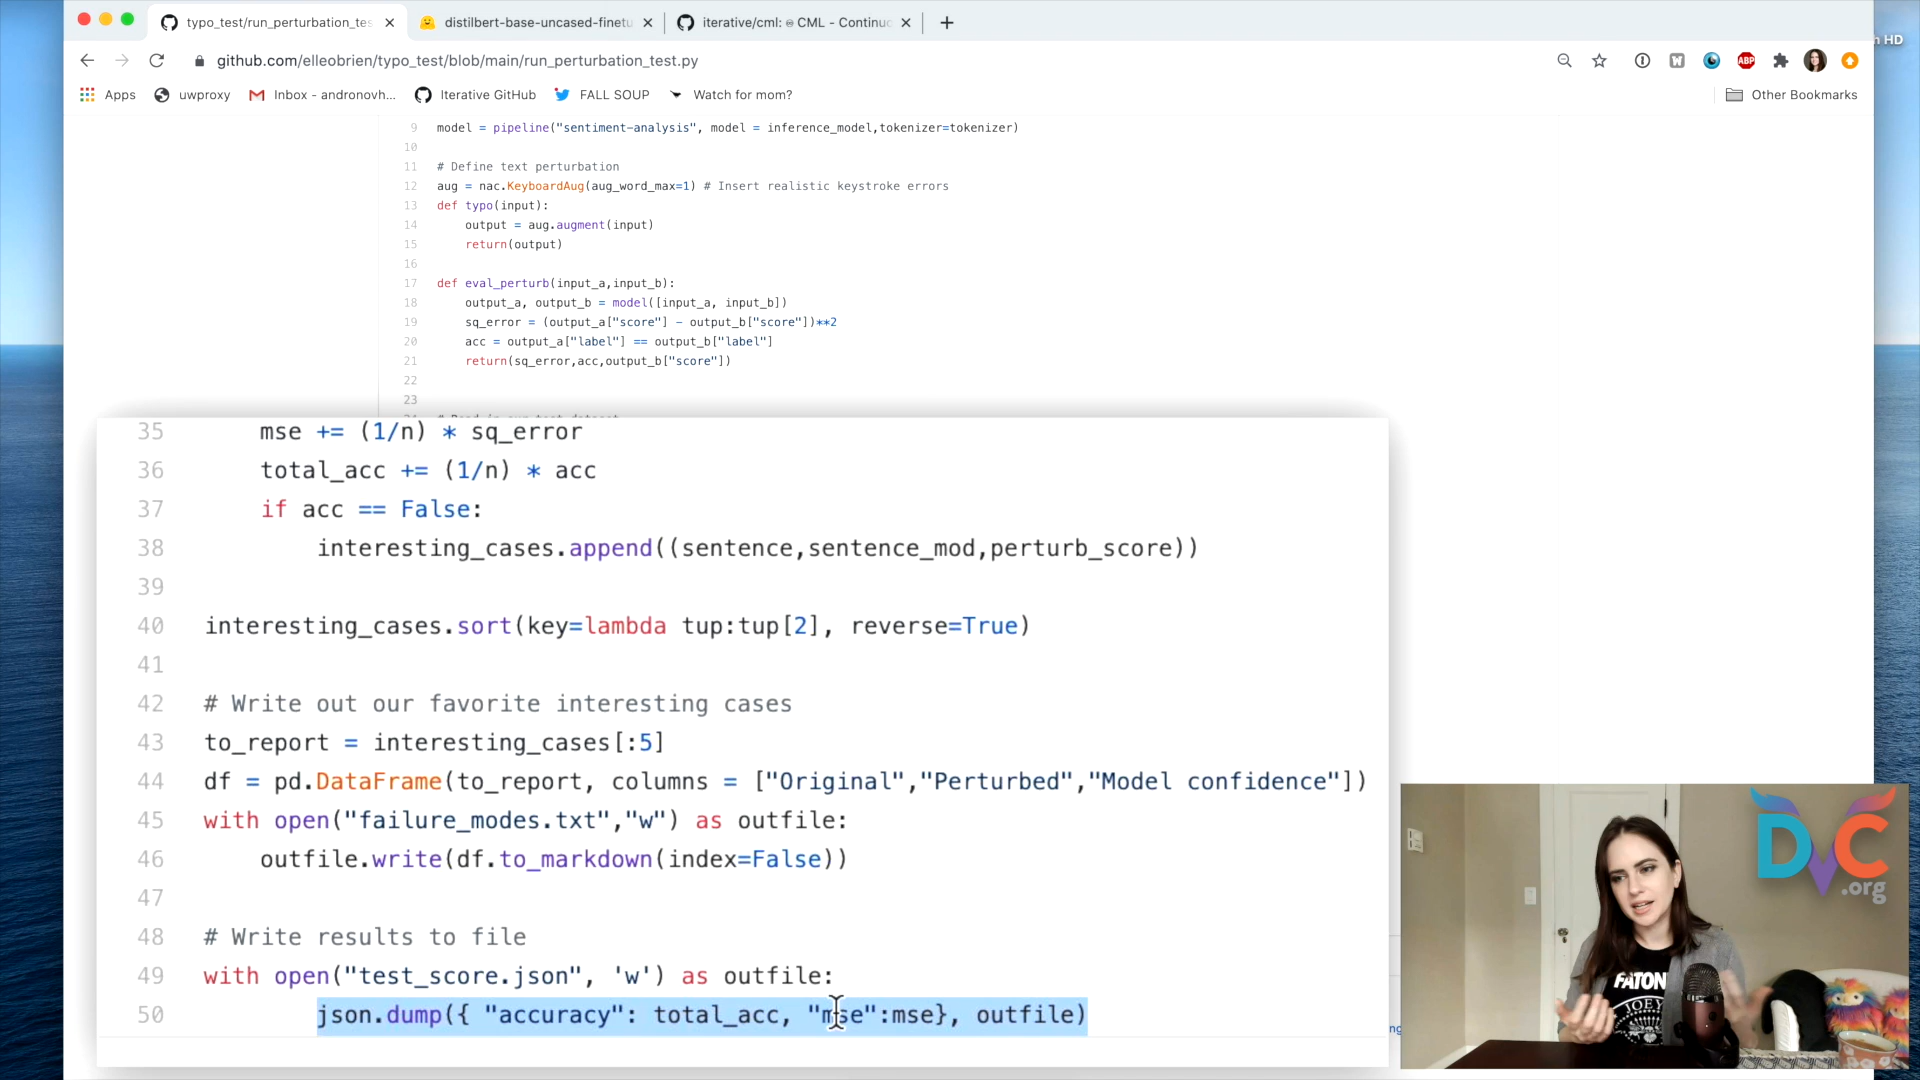 typo_test/run_perturbation_tes
distilbert-base-uncased-finetu
iterative/cml: ♾ CML - Continuo
github.com/elleobrien/typo_test/blob/main/run_perturbation_test.py
ABP
Apps
uwproxy
Inbox - andronovh...
Iterative GitHub
FALL SOUP
Watch for mom?
Other Bookmarks
h HD
9 model = pipeline("sentiment-analysis", model = inference_model,tokenizer=tokenizer)
10
11 # Define text perturbation
12 aug = nac.KeyboardAug(aug_word_max=1) # Insert realistic keystroke errors
13 def typo(input):
14 output = aug.augment(input)
15 return(output)
16
17 def eval_perturb(input_a,input_b):
18 output_a, output_b = model([input_a, input_b])
19 sq_error = (output_a["score"] - output_b["score"])**2
20 acc = output_a["label"] == output_b["label"]
21 return(sq_error,acc,output_b["score"])
22
23
35 mse += (1/n) * sq_error
36 total_acc += (1/n) * acc
37 if acc == False:
38 interesting_cases.append((sentence,sentence_mod,perturb_score))
39
40 interesting_cases.sort(key=lambda tup:tup[2], reverse=True)
41
42 # Write out our favorite interesting cases
43 to_report = interesting_cases[:5]
44 df = pd.DataFrame(to_report, columns = ["Original","Perturbed","Model confidence"])
45 with open("failure_modes.txt","w") as outfile:
46 outfile.write(df.to_markdown(index=False))
47
48 # Write results to file
49 with open("test_score.json", 'w') as outfile:
50 json.dump({ "accuracy": total_acc, "mse":mse}, outfile)
DVC
.org
FATON
JOEY